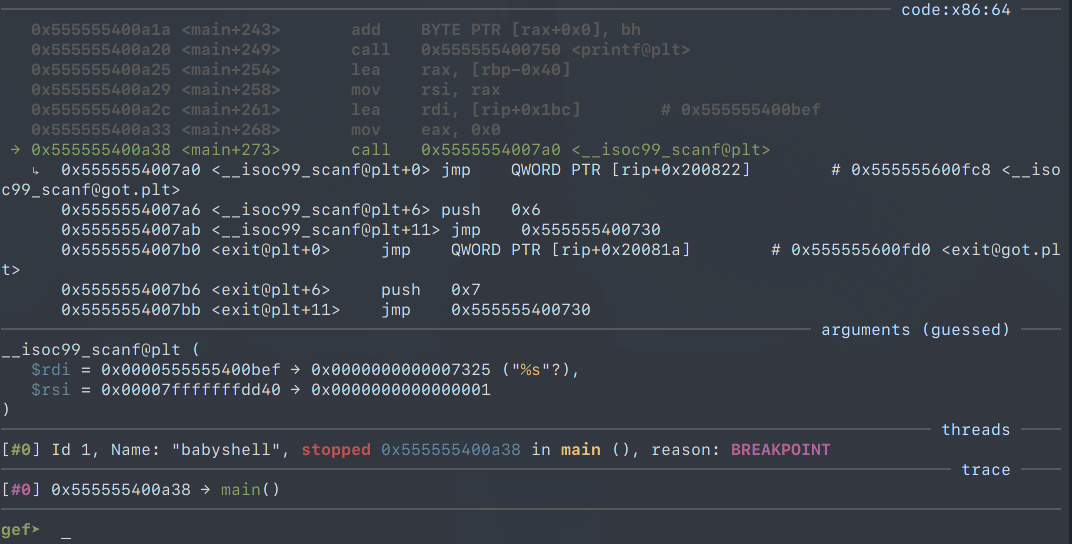 code:x86:64
0x555555400a1a <main+243> add BYTE PTR [rax+0x0], bh
0x555555400a20 <main+249> call 0x555555400750 <printf@plt>
0x555555400a25 <main+254> lea rax, [rbp-0x40]
0x555555400a29 <main+258> mov rsi, rax
0x555555400a2c <main+261> lea rdi, [rip+0x1bc] # 0x555555400bef
0x555555400a33 <main+268> mov eax, 0x0
→ 0x555555400a38 <main+273> call 0x5555554007a0 <__isoc99_scanf@plt>
↳ 0x5555554007a0 <__isoc99_scanf@plt+0> jmp QWORD PTR [rip+0x200822] # 0x555555600fc8 <__iso
c99_scanf@got.plt>
0x5555554007a6 <__isoc99_scanf@plt+6> push 0x6
0x5555554007ab <__isoc99_scanf@plt+11> jmp 0x555555400730
0x5555554007b0 <exit@plt+0> jmp QWORD PTR [rip+0x20081a] # 0x555555600fd0 <exit@got.pl
t>
0x5555554007b6 <exit@plt+6> push 0x7
0x5555554007bb <exit@plt+11> jmp 0x555555400730
arguments (guessed)
__isoc99_scanf@plt (
$rdi = 0x0000555555400bef → 0x0000000000007325 ("%s"?),
$rsi = 0x00007fffffffdd40 → 0x0000000000000001
)
threads
[#0] Id 1, Name: "babyshell", stopped 0x555555400a38 in main (), reason: BREAKPOINT
trace
[#0] 0x555555400a38 → main()
gef➤ _